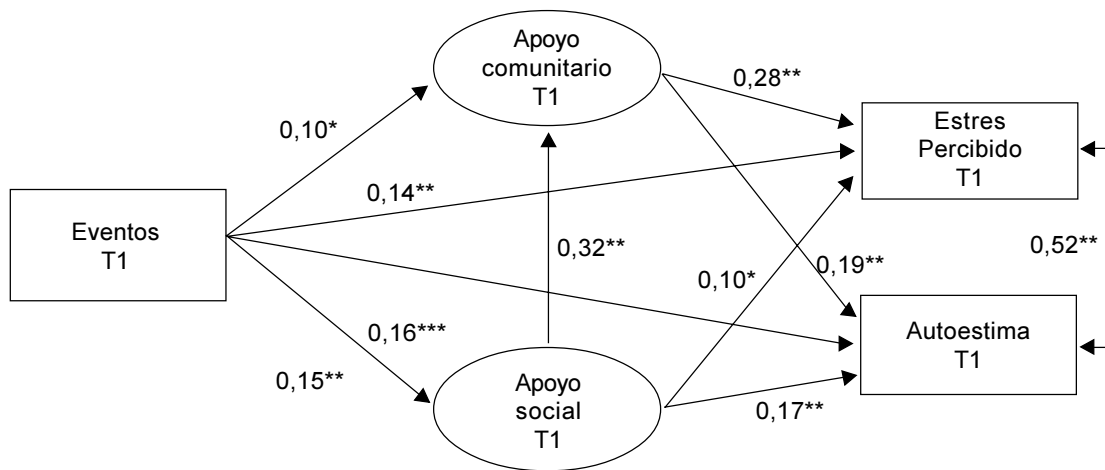 Apoyo
comunitario
T1
0,28**
0,10*
Estres
Percibido
T1
0,14**
Eventos
T1
0,32**
0,10*
0,19**
0,52**
0,16***
0,15**
Autoestima
T1
Apoyo
social
T1
0,17**